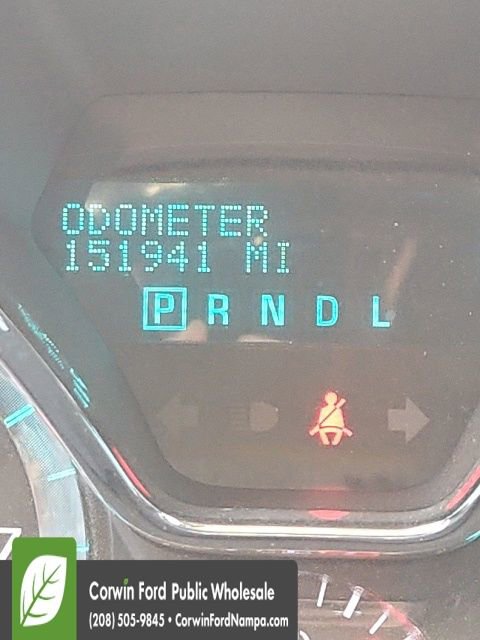 ODOMETER
151941 MI
P R N D L
Corwin Ford Public Wholesale
(208) 505-9845 • CorwinFordNampa.com